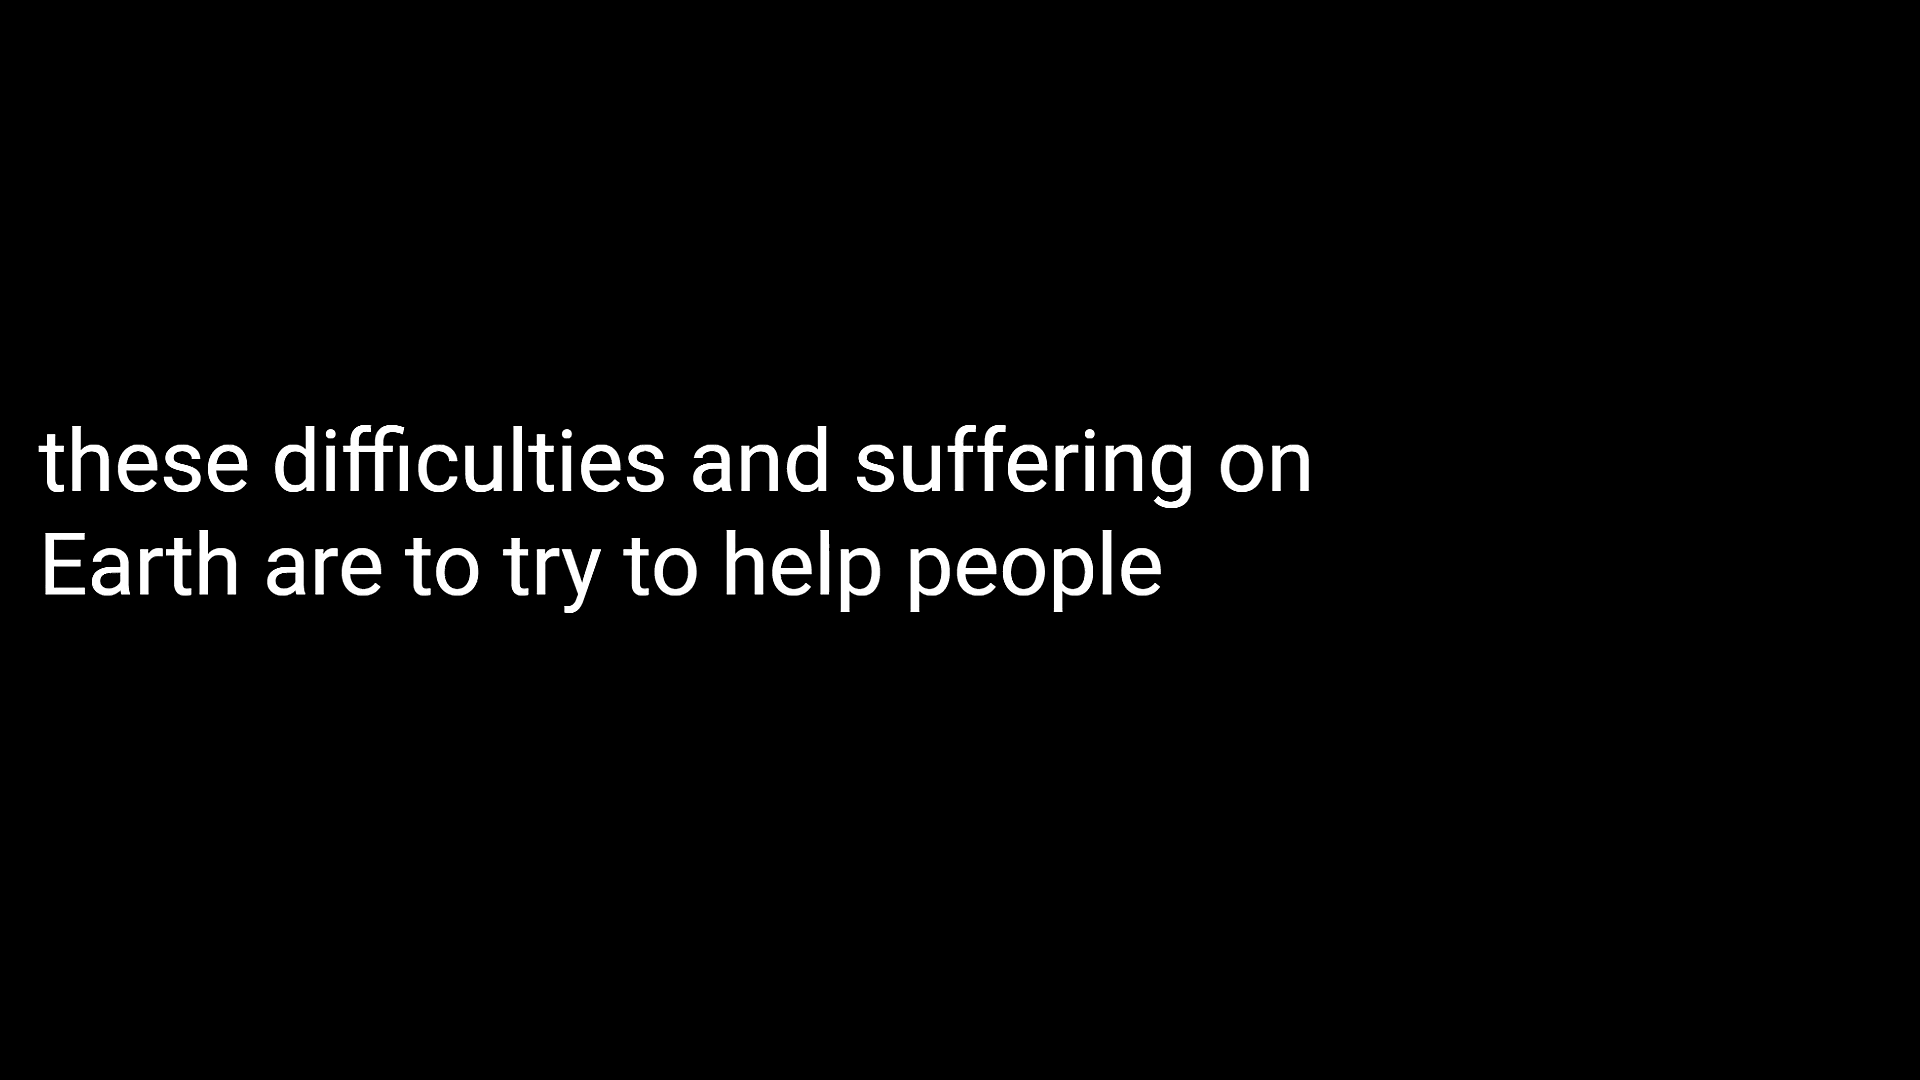 these difficulties and suffering on
Earth are to try to help people